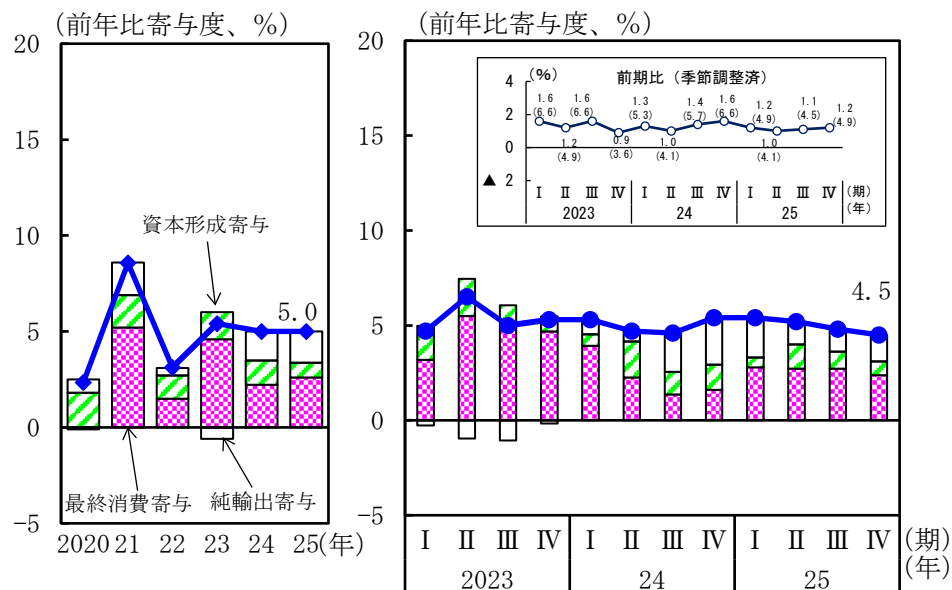 (前年比寄与度、%)
20
15
10
5
0
-5
資本形成寄与
5.0
最終消費寄与
純輸出寄与
2020 21 22 23 24 25(年)
(前年比寄与度、%)
20
15
10
5
0
-5
4.5
Ⅰ Ⅱ Ⅲ Ⅳ Ⅰ Ⅱ Ⅲ Ⅳ Ⅰ Ⅱ Ⅲ Ⅳ (期)
2023 24 25 (年)
(%)
前期比(季節調整済)
4
2
0
▲ 2
1.6 1.6 1.3 1.4 1.6 1.2 1.1 1.2
(6.6) (6.6) (5.3) (5.7) (6.6) (4.9) (4.5) (4.9)
1.2 0.9 1.0 1.0
(4.9) (3.6) (4.1) (4.1)
Ⅰ Ⅱ Ⅲ Ⅳ Ⅰ Ⅱ Ⅲ Ⅳ Ⅰ Ⅱ Ⅲ Ⅳ (期)
2023 24 25 (年)